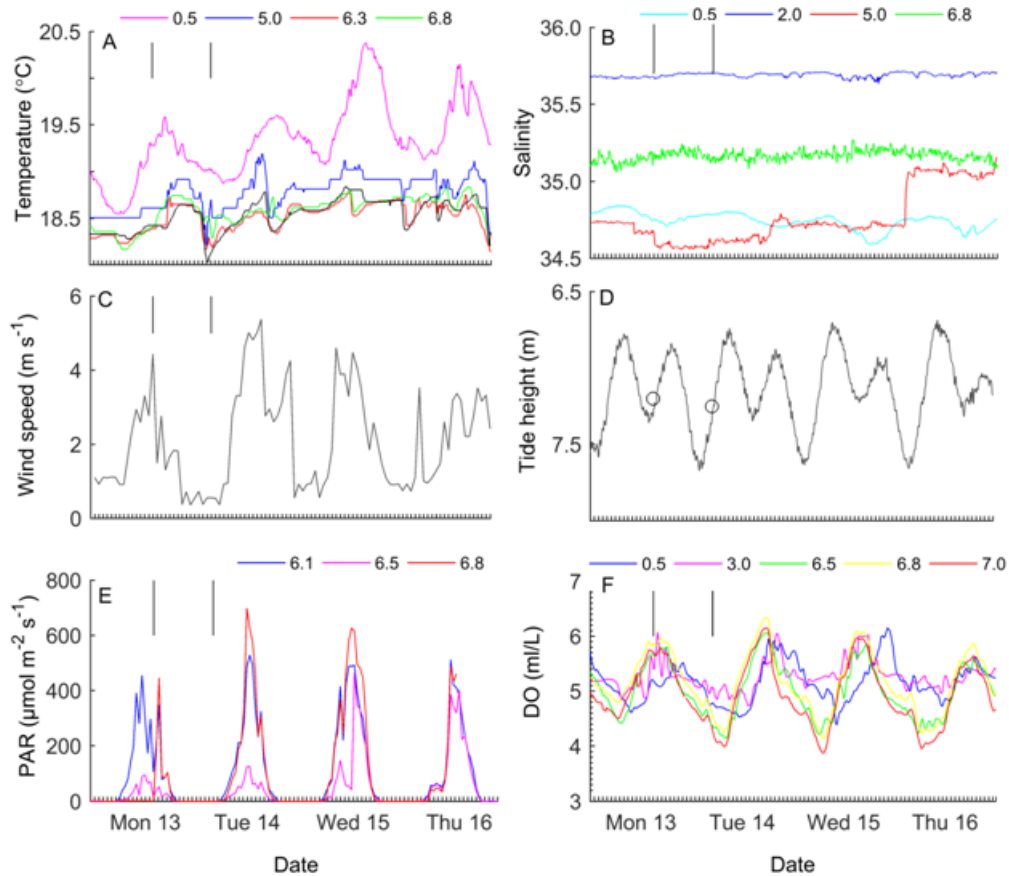 0.5 5.0 6.3 6.8
A
20.5
19.5
18.5
Temperature (°C)
0.5 2.0 5.0 6.8
B
36.0
35.5
35.0
34.5
Salinity
C
6
4
2
0
Wind speed (m s⁻¹)
D
6.5
7.5
Tide height (m)
6.1 6.5 6.8
E
800
600
400
200
0
PAR (µmol m⁻² s⁻¹)
Mon 13 Tue 14 Wed 15 Thu 16
Date
0.5 3.0 6.5 6.8 7.0
F
7
6
5
4
3
DO (ml/L)
Mon 13 Tue 14 Wed 15 Thu 16
Date